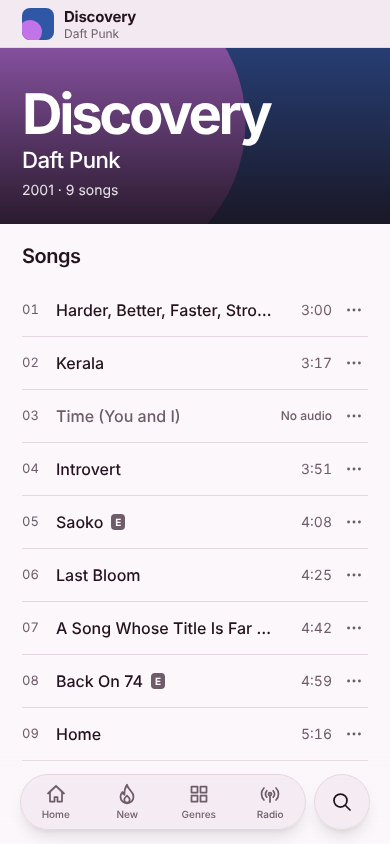 Discovery
Daft Punk
Discovery
Daft Punk
2001 · 9 songs
Songs
01 Harder, Better, Faster, Stro... 3:00
02 Kerala 3:17
03 Time (You and I) No audio
04 Introvert 3:51
05 Saoko E 4:08
06 Last Bloom 4:25
07 A Song Whose Title Is Far ... 4:42
08 Back On 74 E 4:59
09 Home 5:16
Home New Genres Radio